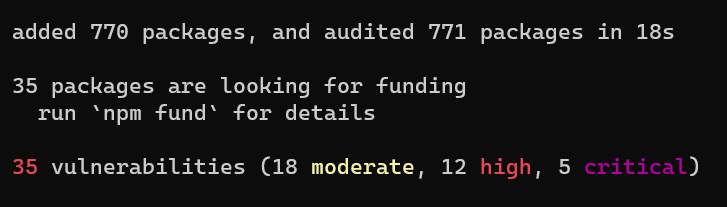 added 770 packages, and audited 771 packages in 18s
35 packages are looking for funding
run `npm fund` for details
35 vulnerabilities (18 moderate, 12 high, 5 critical)